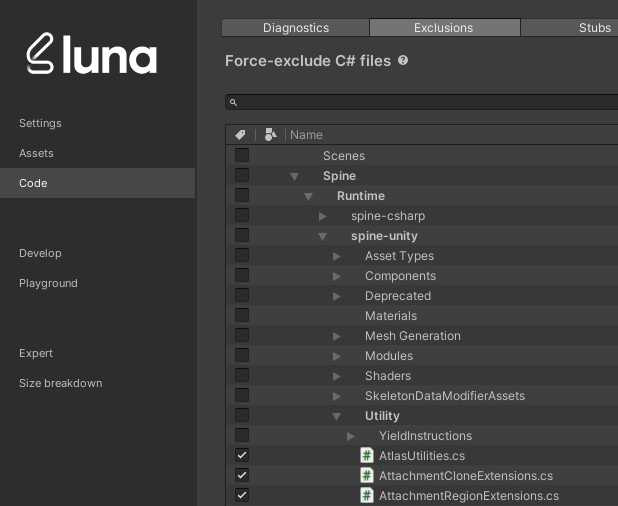 luna
Diagnostics Exclusions Stubs
Force-exclude C# files
Name
Settings
Assets
Code
Develop
Playground
Expert
Size breakdown
Scenes
Spine
Runtime
spine-csharp
spine-unity
Asset Types
Components
Deprecated
Materials
Mesh Generation
Modules
Shaders
SkeletonDataModifierAssets
Utility
YieldInstructions
AtlasUtilities.cs
AttachmentCloneExtensions.cs
AttachmentRegionExtensions.cs